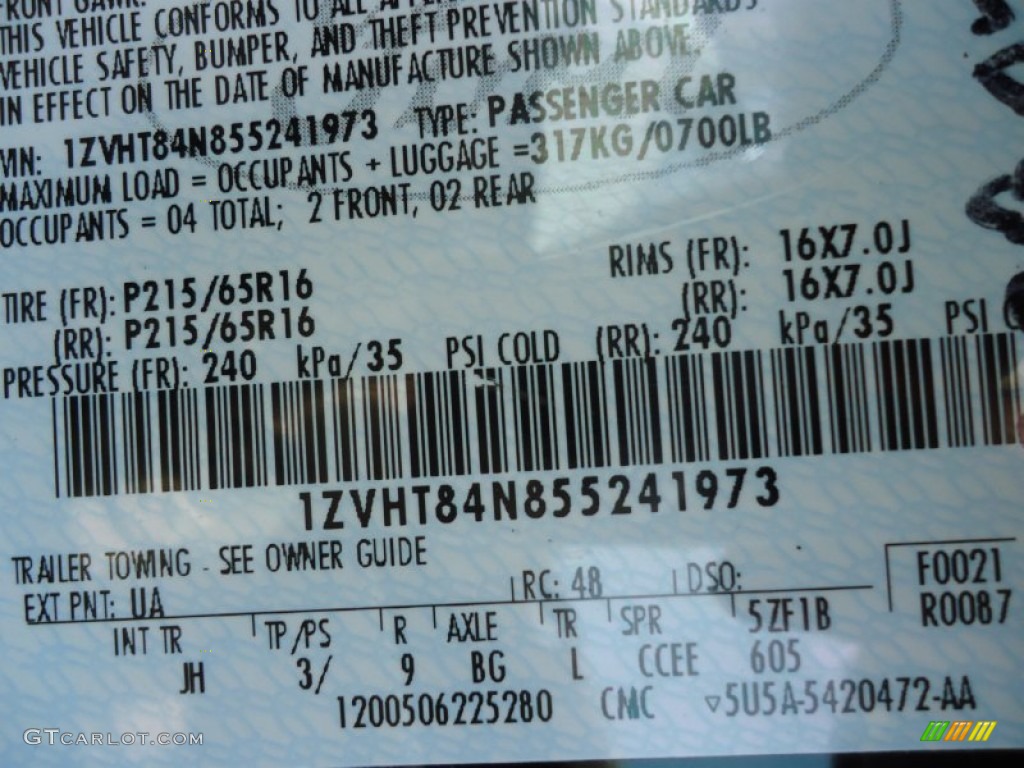 THIS VEHICLE CONFORMS TO ALL
VEHICLE SAFETY, BUMPER, AND THEFT PREVENTION STANDARDS
IN EFFECT ON THE DATE OF MANUFACTURE SHOWN ABOVE.
VIN: 1ZVHT84N855241973 TYPE: PASSENGER CAR
MAXIMUM LOAD = OCCUPANTS + LUGGAGE =317KG/0700LB
OCCUPANTS = 04 TOTAL; 2 FRONT, 02 REAR
TIRE (FR): P215/65R16 RIMS (FR): 16X7.0J
(RR): P215/65R16 (RR): 16X7.0J
PRESSURE (FR): 240 kPa/35 PSI COLD (RR): 240 kPa/35 PSI
1ZVHT84N855241973
TRAILER TOWING - SEE OWNER GUIDE
EXT PNT: UA RC: 48 DSO: F0021
R0087
INT TR TP/PS R AXLE TR SPR 5ZF1B
JH 3/ 9 BG L CCEE 605
1200506225280 CMC ▿5U5A-5420472-AA
GTCARLOT.COM